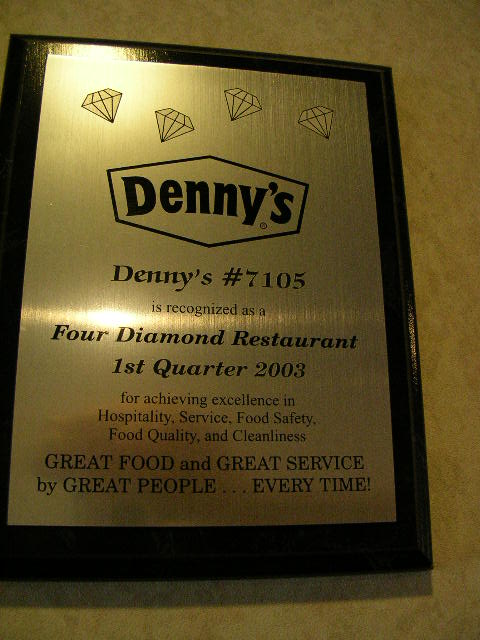 Denny's ®
Denny's #7105
is recognized as a
Four Diamond Restaurant
1st Quarter 2003
for achieving excellence in
Hospitality, Service, Food Safety,
Food Quality, and Cleanliness
GREAT FOOD and GREAT SERVICE
by GREAT PEOPLE . . . EVERY TIME!